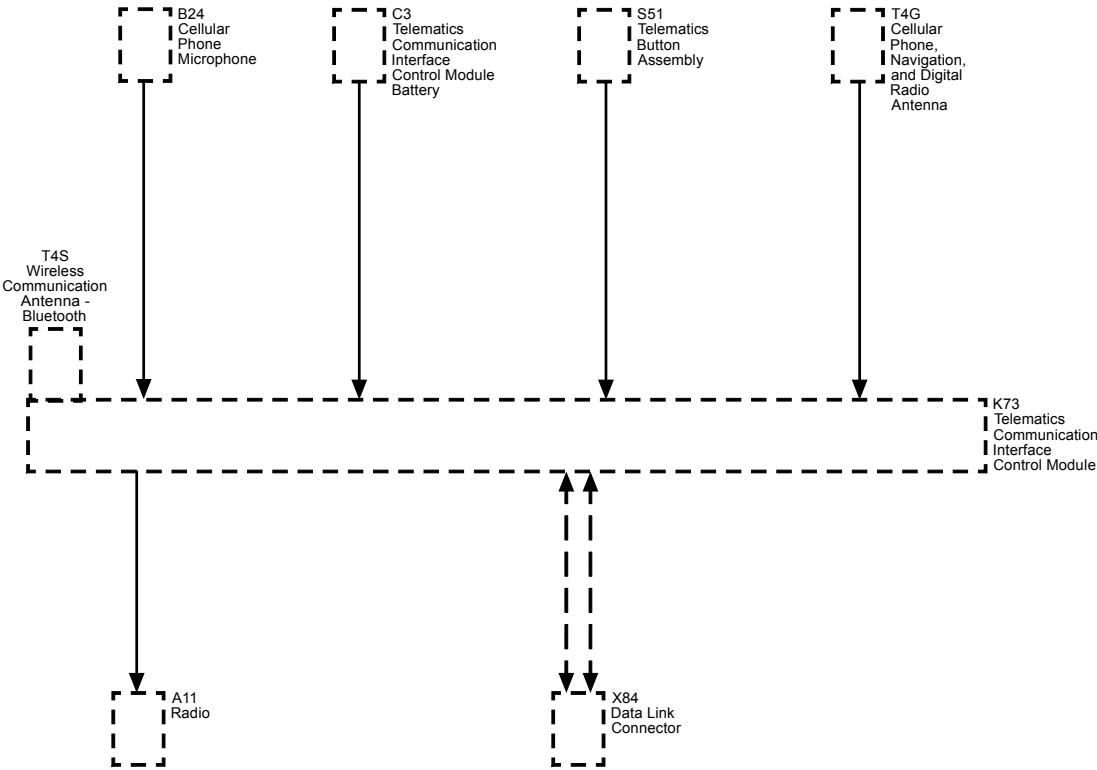 B24
Cellular
Phone
Microphone
C3
Telematics
Communication
Interface
Control Module
Battery
S51
Telematics
Button
Assembly
T4G
Cellular
Phone,
Navigation,
and Digital
Radio
Antenna
T4S
Wireless
Communication
Antenna -
Bluetooth
K73
Telematics
Communication
Interface
Control Module
A11
Radio
X84
Data Link
Connector